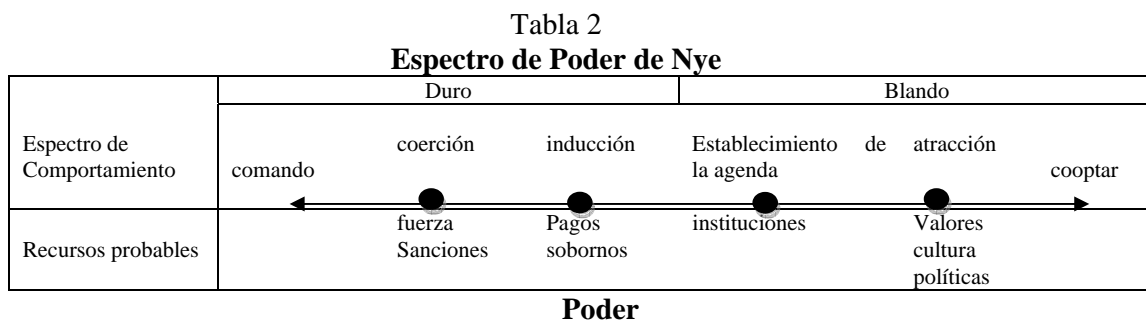 Tabla 2
Espectro de Poder de Nye
Duro Blando
Espectro de Comportamiento
comando
coerción
inducción
Establecimiento de
la agenda
atracción
cooptar
Recursos probables
fuerza
Sanciones
Pagos
sobornos
instituciones
Valores
cultura
políticas
Poder